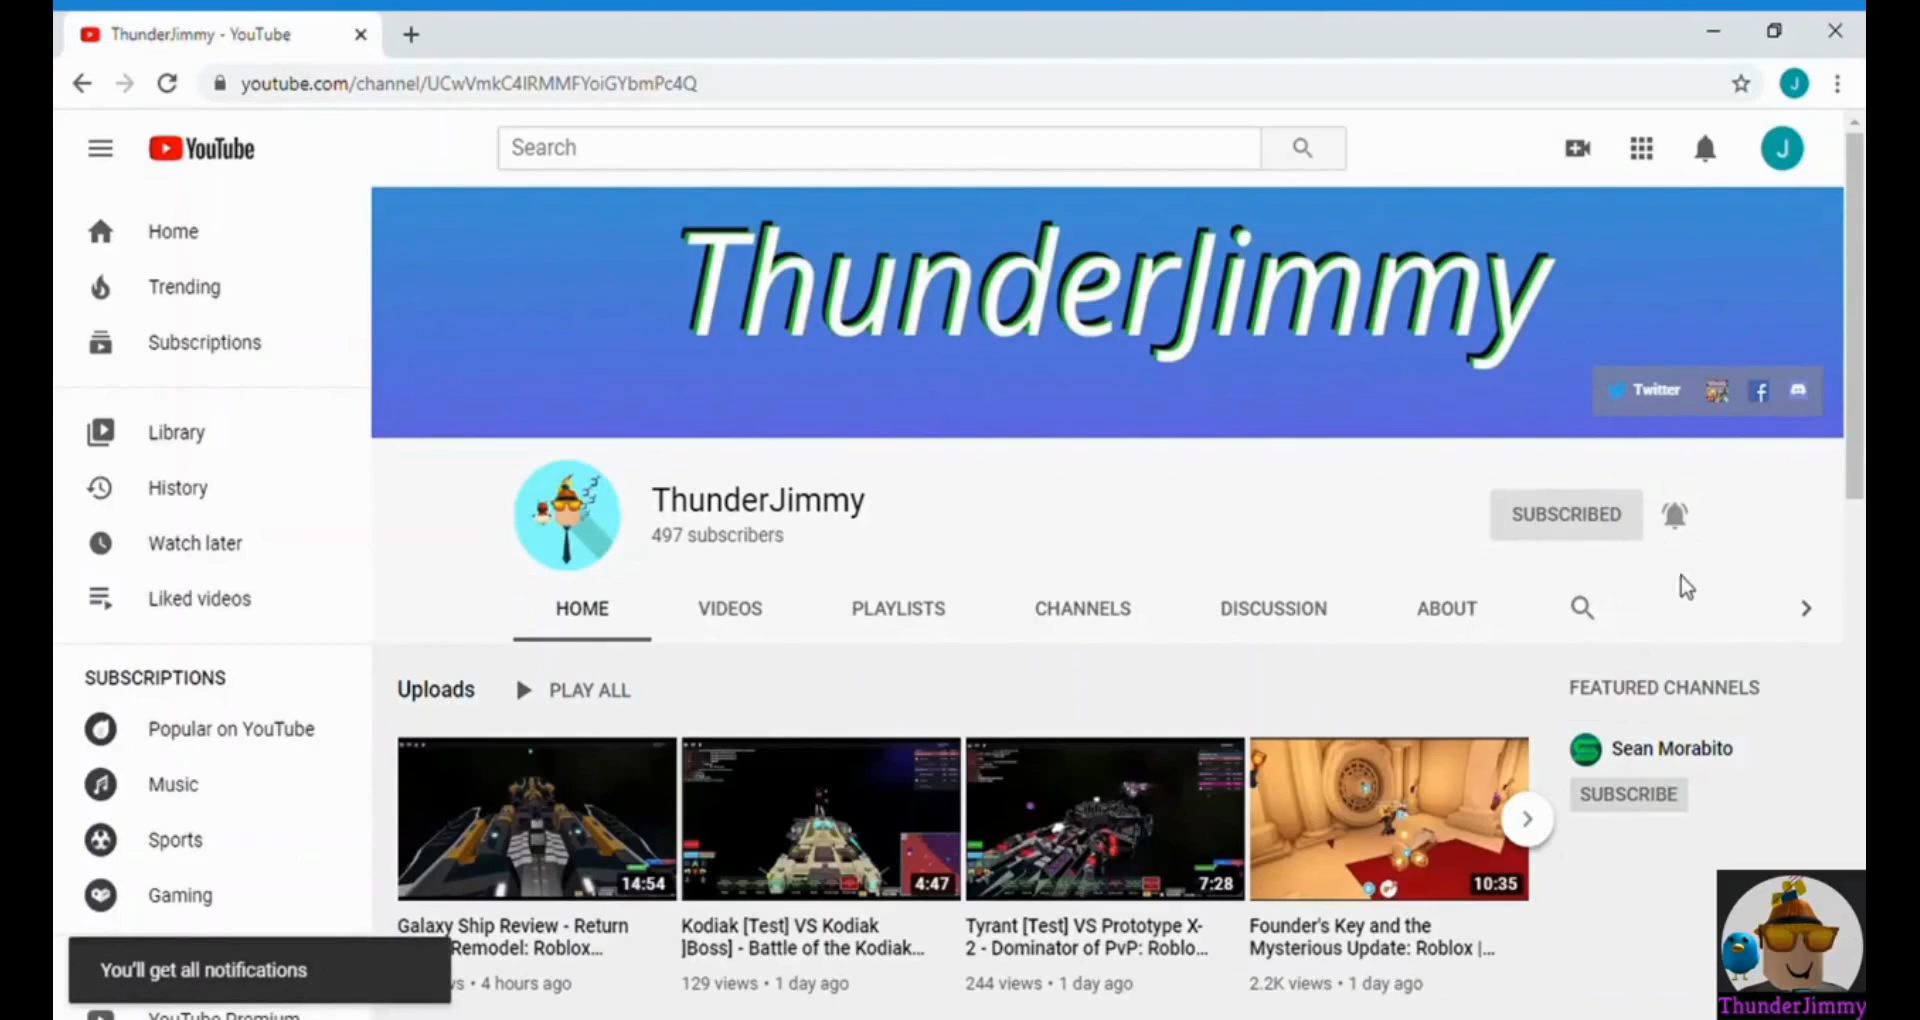 ThunderJimmy - YouTube
youtube.com/channel/UCwVmkC4IRMMFYoiGYbmPc4Q
J
YouTube
Search
J
Home
Trending
Subscriptions
Library
History
Watch later
Liked videos
SUBSCRIPTIONS
Popular on YouTube
Music
Sports
Gaming
You'll get all notifications
YouTube Premium
ThunderJimmy
Twitter
ThunderJimmy
497 subscribers
SUBSCRIBED
HOME VIDEOS PLAYLISTS CHANNELS DISCUSSION ABOUT
Uploads PLAY ALL
14:54
Galaxy Ship Review - Return
Remodel: Roblox...
• 4 hours ago
4:47
Kodiak [Test] VS Kodiak
]Boss] - Battle of the Kodiak...
129 views • 1 day ago
7:28
Tyrant [Test] VS Prototype X-
2 - Dominator of PvP: Roblo...
244 views • 1 day ago
10:35
Founder's Key and the
Mysterious Update: Roblox |...
2.2K views • 1 day ago
FEATURED CHANNELS
Sean Morabito
SUBSCRIBE
ThunderJimmy